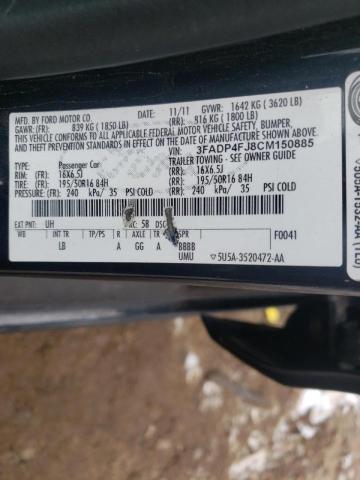 MFD. BY FORD MOTOR CO.
DATE: 11/11 GVWR: 1642 KG ( 3620 LB)
GAWR: (FR): 839 KG ( 1850 LB) (RR): 816 KG ( 1800 LB)
THIS VEHICLE CONFORMS TO ALL APPLICABLE FEDERAL MOTOR VEHICLE SAFETY, BUMPER,
AND THEFT PREVENTION STANDARDS IN EFFECT ON THE DATE OF MANUFACTURE SHOWN ABOVE.
VIN: 3FADP4FJ8CM150885
TYPE: Passenger Car TRAILER TOWING - SEE OWNER GUIDE
RIM: 16X6.5J (RR): 16X6.5J
TIRE: (FR): 195/50R16 84H (RR): 195/50R16 84H
PRESSURE: (FR) 240 kPa/ 35 PSI COLD (RR) 240 kPa/ 35 PSI COLD
EXT PNT: UH RC: 58 DSO: F0041
WB INT TR TP/PS R AXLE TR SPR
LB A GG A BBBB
UMU 5U5A-3520472-AA